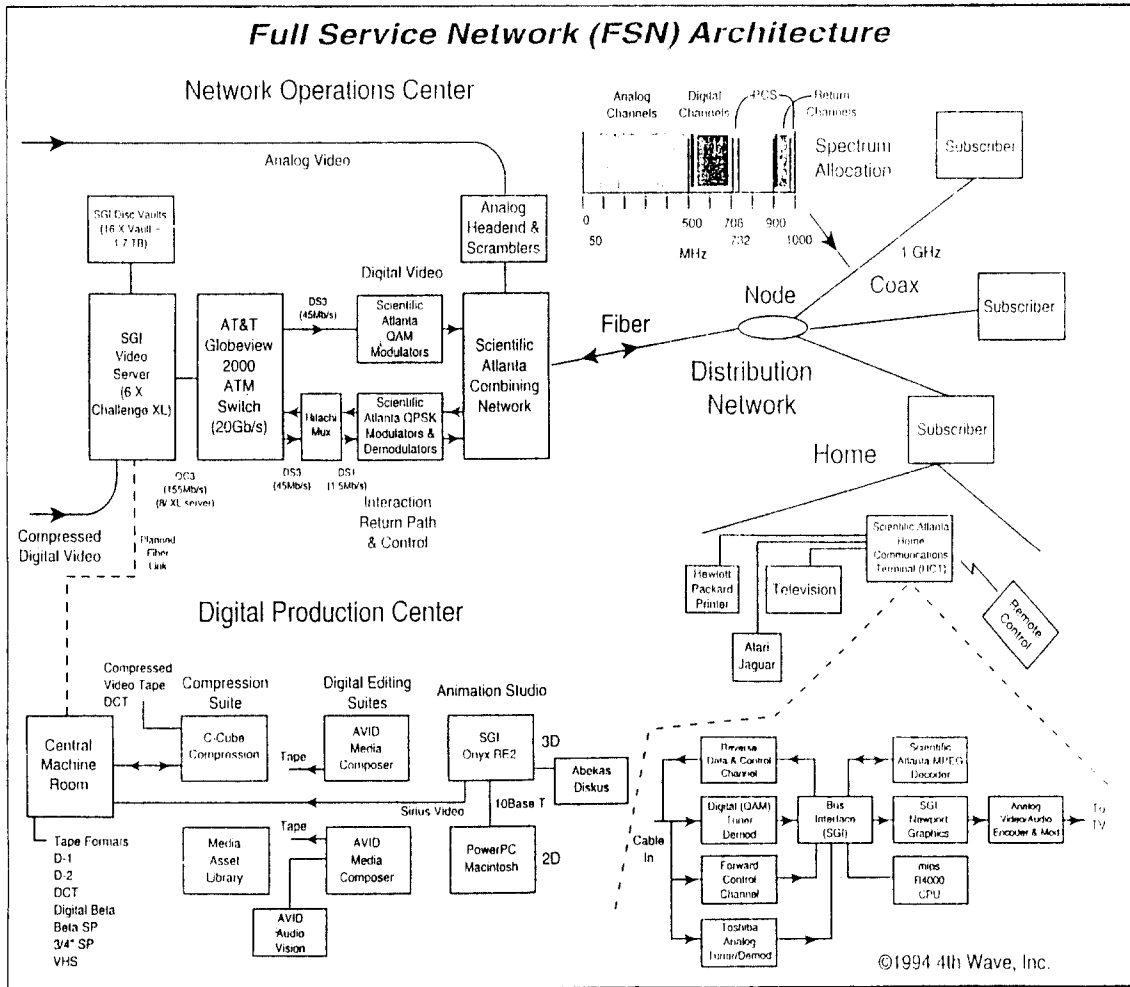 Full Service Network (FSN) Architecture
Network Operations Center
Analog Video
SGI Disc Vaults
(16 X Vault –
1.7 TB)
Analog
Headend &
Scramblers
Digital Video
SGI
Video
Server
(6 X
Challenge XL)
AT&T
Globeview
2000
ATM
Switch
(20Gb/s)
DS3
(45Mb/s)
Scientific
Atlanta
QAM
Modulators
Scientific
Atlanta
Combining
Network
Hitachi
Mux
Scientific
Atlanta QPSK
Modulators &
Demodulators
OC3
(155Mb/s)
(8/ XL server)
DS3
(45Mb/s)
DS1
(1.5Mb/s)
Interaction
Return Path
& Control
Compressed
Digital Video
Planned
Fiber
Link
Analog
Channels
Digital
Channels
PCS
Return
Channels
Spectrum
Allocation
0
50
500
706
732
900
1000
MHz
Subscriber
1 GHz
Coax
Node
Fiber
Subscriber
Distribution
Network
Subscriber
Home
Scientific Atlanta
Home
Communications
Terminal (HCT)
Hewlett
Packard
Printer
Television
Atari
Jaguar
Remote
Control
Digital Production Center
Compressed
Video Tape
DCT
Compression
Suite
Digital Editing
Suites
Animation Studio
Central
Machine
Room
C-Cube
Compression
Tape
AVID
Media
Composer
SGI
Onyx RE2
3D
Abekas
Diskus
Sirius Video
10Base T
Tape Formars
D-1
D-2
DCT
Digital Beta
Beta SP
3/4" SP
VHS
Media
Asset
Library
Tape
AVID
Media
Composer
PowerPC
Macintosh
2D
AVID
Audio
Vision
Cable
In
Reverse
Data & Control
Channel
Digital (QAM)
Tuner
Demod
Forward
Control
Channel
Toshiba
Analog
Tuner/Demod
Bus
Interface
(SGI)
Scientific
Atlanta MPEG
Decoder
SGI
Newport
Graphics
mips
R4000
CPU
Analog
Video/Audio
Encoder & Mod
To
TV
©1994 4th Wave, Inc.